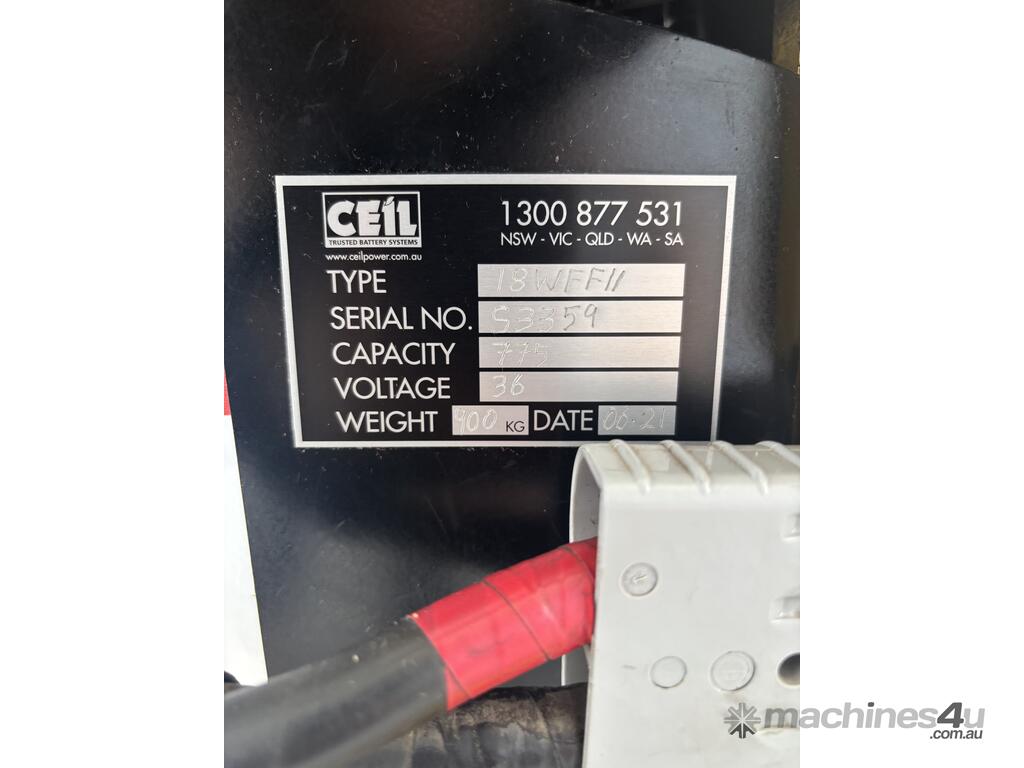 CEIL
TRUSTED BATTERY SYSTEMS
www.ceilpower.com.au
1300 877 531
NSW - VIC - QLD - WA - SA
TYPE 18WFF11
SERIAL NO. S3359
CAPACITY 775
VOLTAGE 36
WEIGHT 900 KG DATE 06·21
machines4u
.com.au